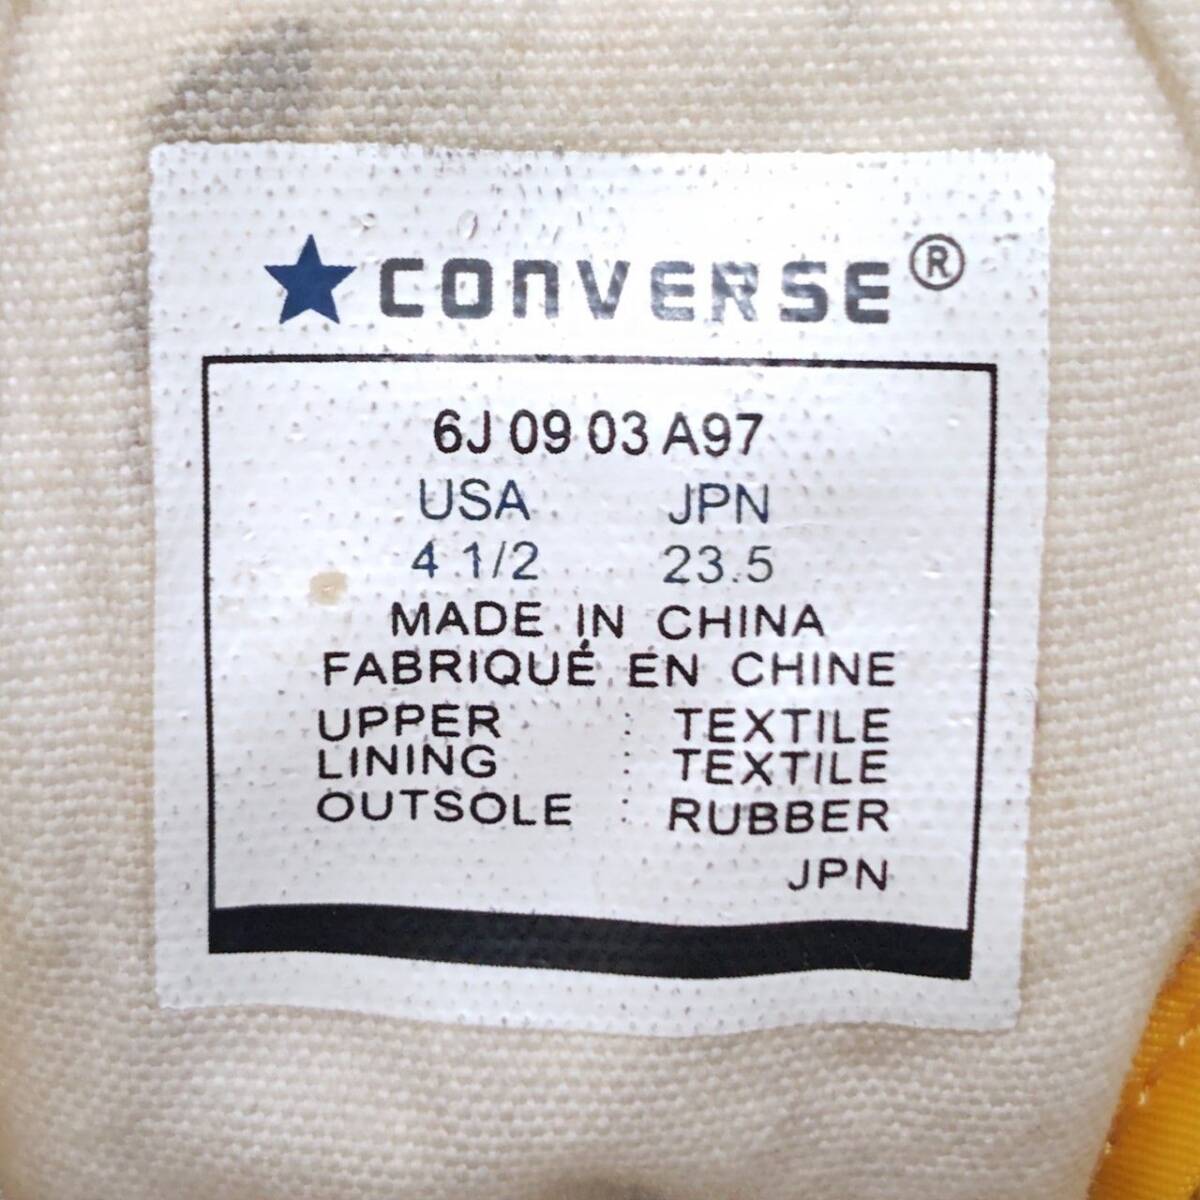 ★CONVERSE®
6J 09 03 A97
USA JPN
4 1/2 23.5
MADE IN CHINA
FABRIQUÉ EN CHINE
UPPER : TEXTILE
LINING : TEXTILE
OUTSOLE : RUBBER
JPN